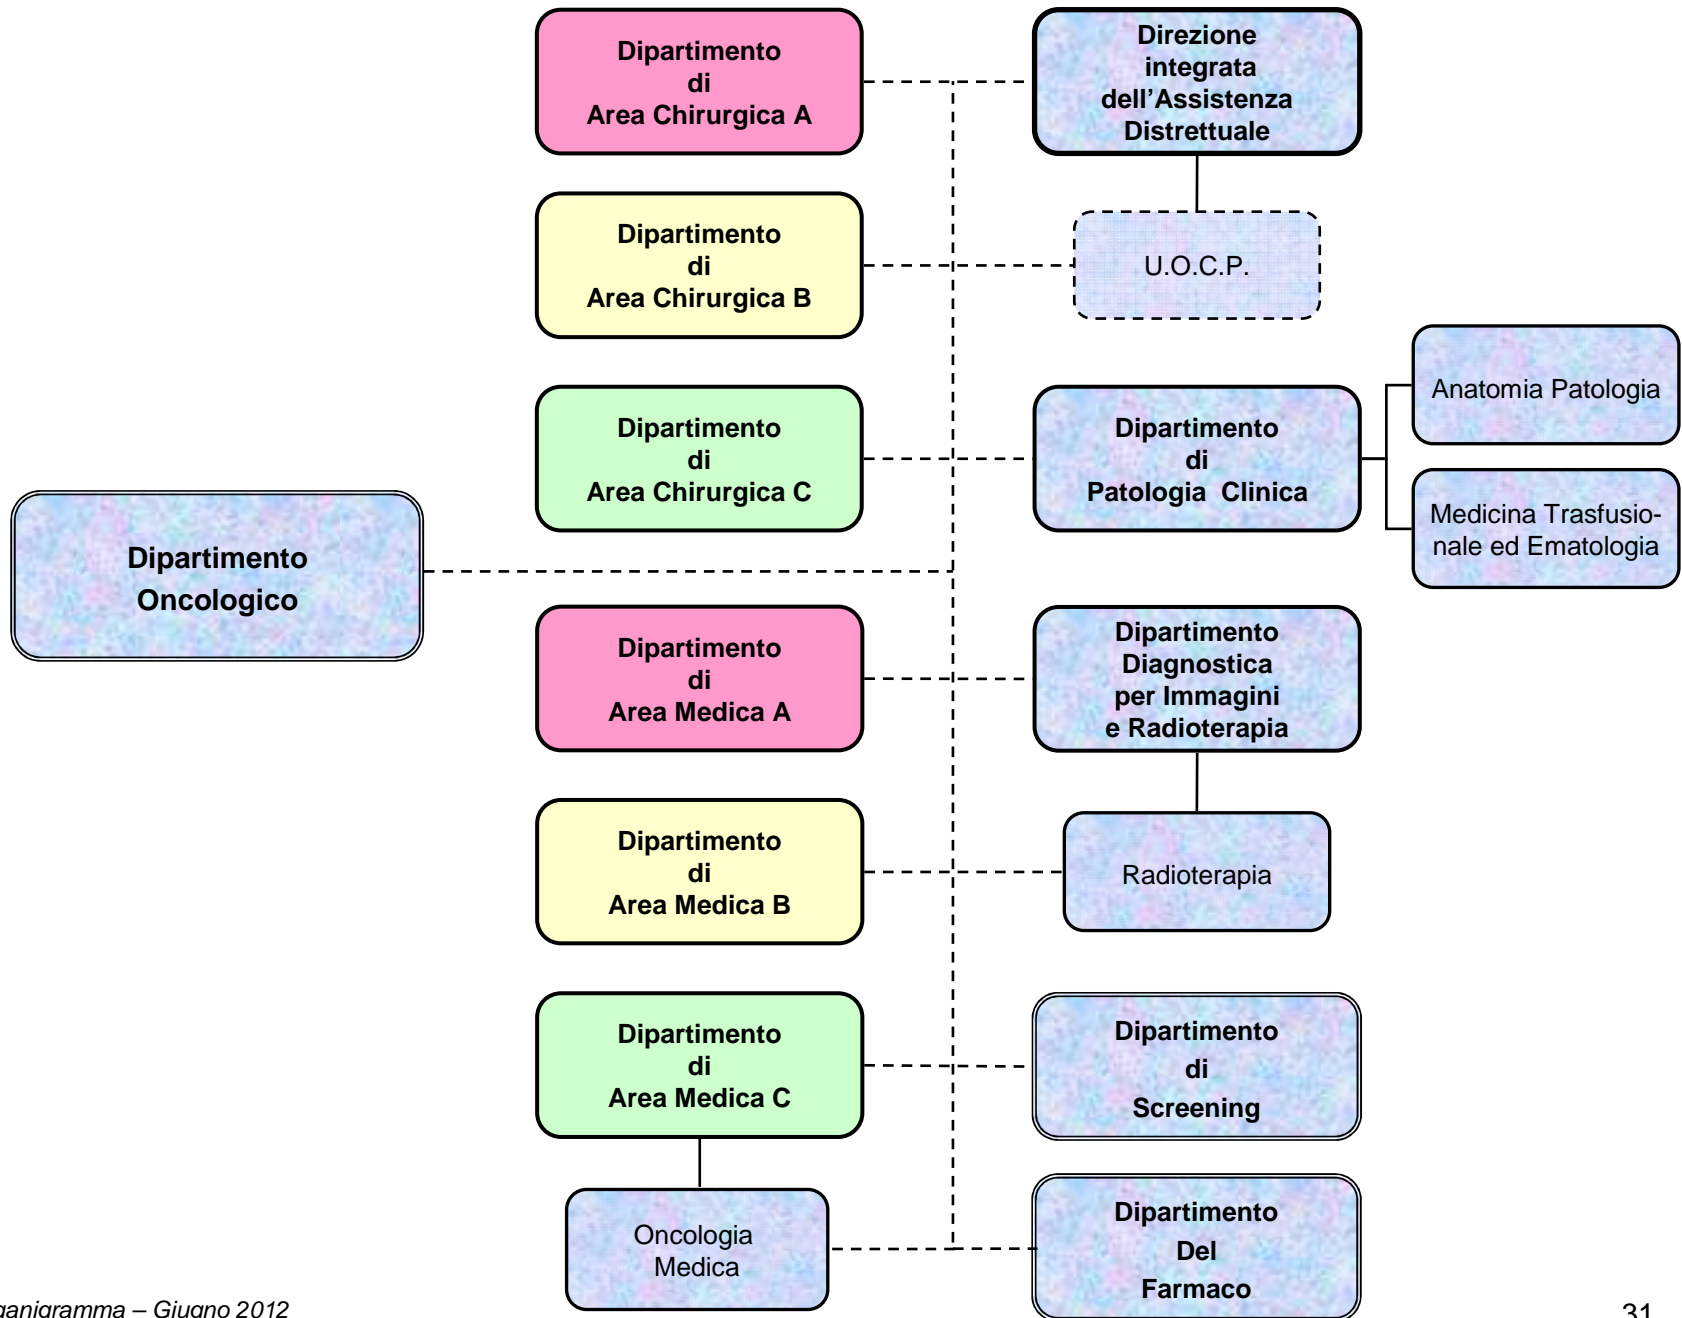 Dipartimento
di
Area Chirurgica A
Direzione
integrata
dell'Assistenza
Distrettuale
Dipartimento
di
Area Chirurgica B
U.O.C.P.
Dipartimento
di
Area Chirurgica C
Dipartimento
di
Patologia Clinica
Anatomia Patologia
Medicina Trasfusio-
nale ed Ematologia
Dipartimento
Oncologico
Dipartimento
di
Area Medica A
Dipartimento
Diagnostica
per Immagini
e Radioterapia
Dipartimento
di
Area Medica B
Radioterapia
Dipartimento
di
Area Medica C
Dipartimento
di
Screening
Oncologia
Medica
Dipartimento
Del
Farmaco
ganigramma – Giugno 2012
31